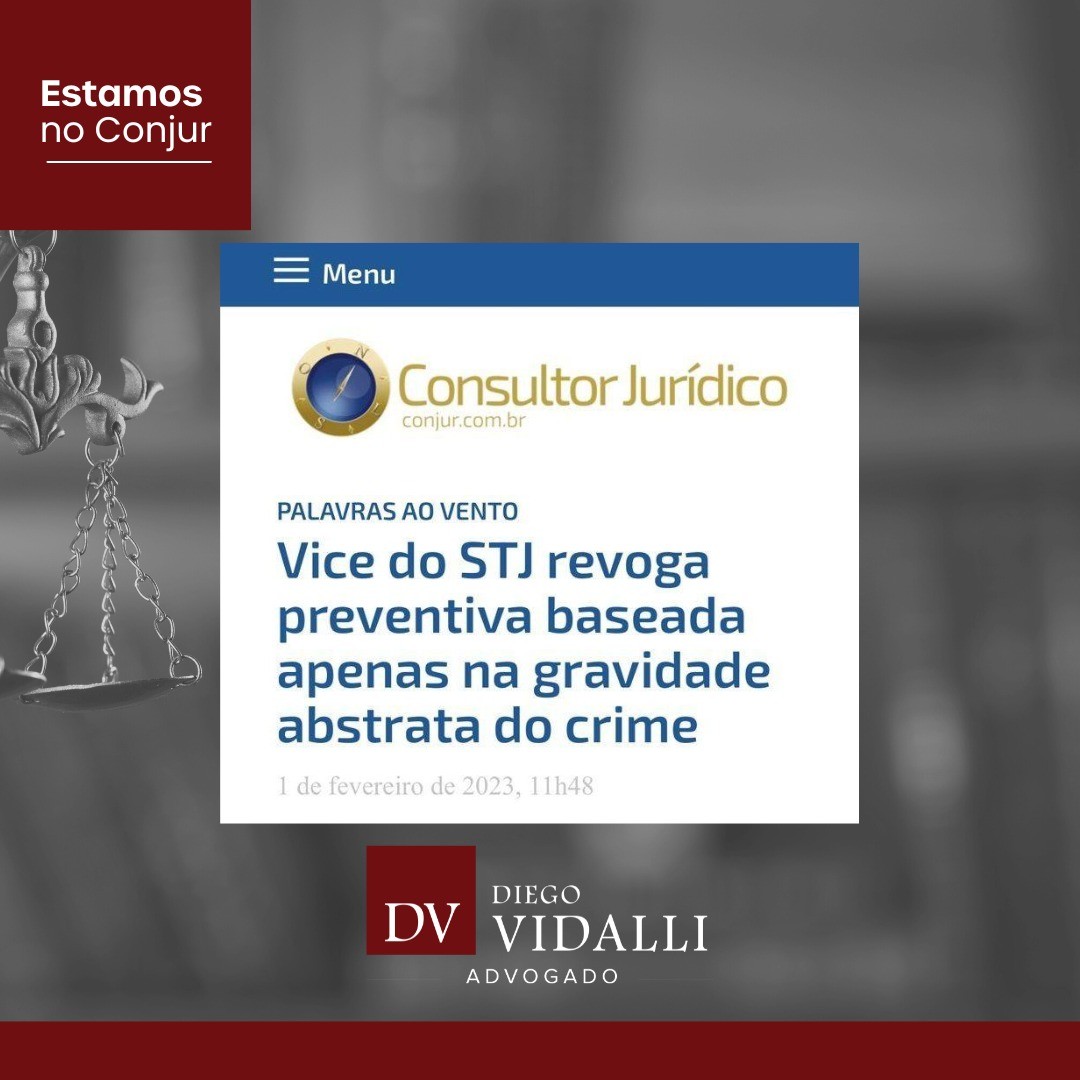 Estamos
no Conjur
Menu
N
O
S
Consultor Jurídico
conjur.com.br
PALAVRAS AO VENTO
Vice do STJ revoga
preventiva baseada
apenas na gravidade
abstrata do crime
1 de fevereiro de 2023, 11h48
DV
DIEGO
VIDALLI
ADVOGADO